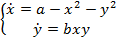 ẋ = a − x² − y²
ẏ = bxy